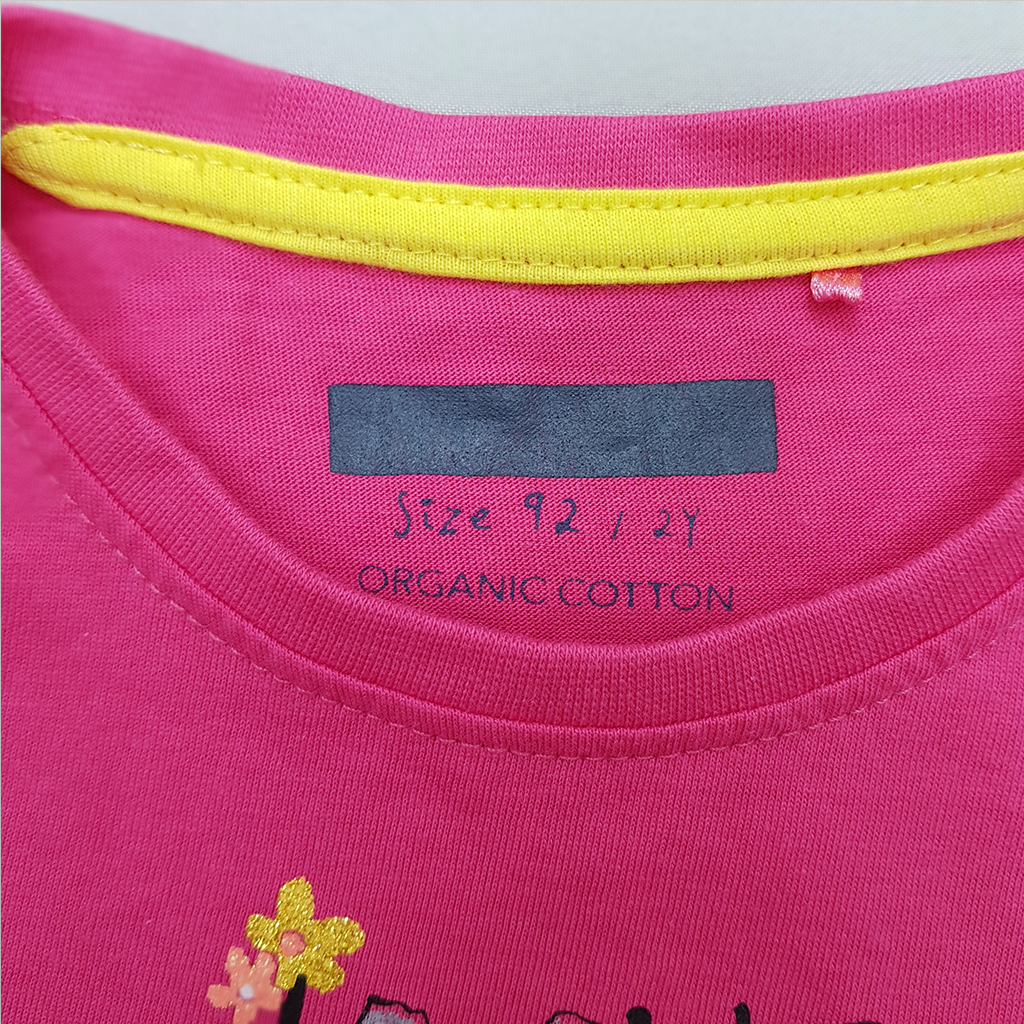 Size 92 / 2Y
ORGANIC COTTON